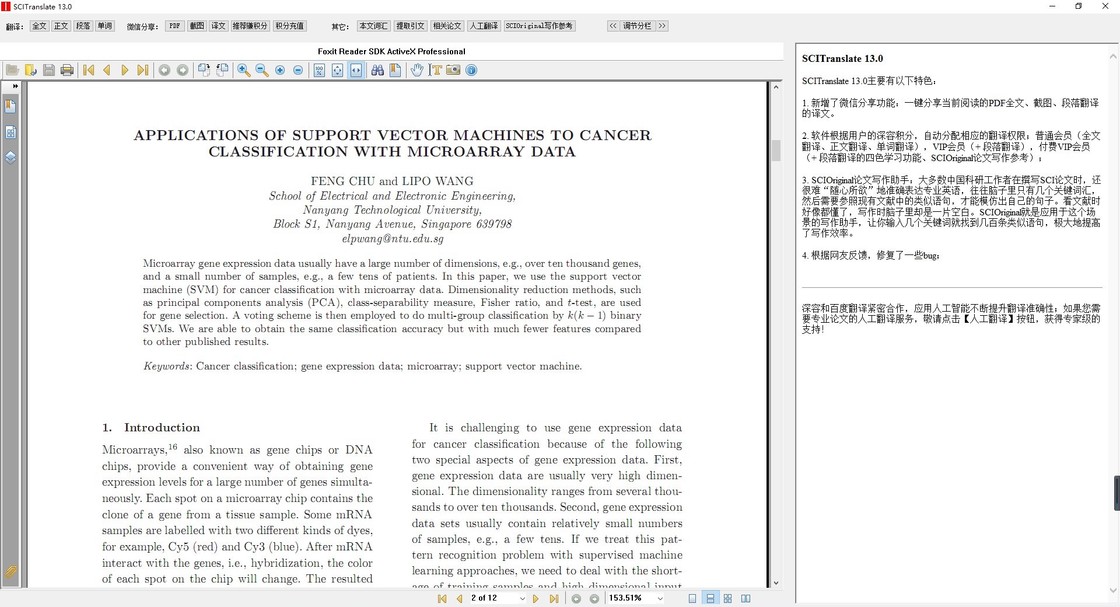 SCITranslate 13.0
翻译： 全文 正文 段落 单词 微信分享： PDF 截图 译文 推荐赚积分 积分充值 其它： 本文词汇 提取引文 相关论文 人工翻译 SCIOriginal写作参考 << 调节分栏 >>
Foxit Reader SDK ActiveX Professional
APPLICATIONS OF SUPPORT VECTOR MACHINES TO CANCER
CLASSIFICATION WITH MICROARRAY DATA
FENG CHU and LIPO WANG
School of Electrical and Electronic Engineering,
Nanyang Technological University,
Block S1, Nanyang Avenue, Singapore 639798
elpwang@ntu.edu.sg
Microarray gene expression data usually have a large number of dimensions, e.g., over ten thousand genes,
and a small number of samples, e.g., a few tens of patients. In this paper, we use the support vector
machine (SVM) for cancer classification with microarray data. Dimensionality reduction methods, such
as principal components analysis (PCA), class-separability measure, Fisher ratio, and t-test, are used
for gene selection. A voting scheme is then employed to do multi-group classification by k(k − 1) binary
SVMs. We are able to obtain the same classification accuracy but with much fewer features compared
to other published results.
Keywords: Cancer classification; gene expression data; microarray; support vector machine.
1. Introduction
Microarrays,16 also known as gene chips or DNA
chips, provide a convenient way of obtaining gene
expression levels for a large number of genes simulta-
neously. Each spot on a microarray chip contains the
clone of a gene from a tissue sample. Some mRNA
samples are labelled with two different kinds of dyes,
for example, Cy5 (red) and Cy3 (blue). After mRNA
interact with the genes, i.e., hybridization, the color
of each spot on the chip will change. The resulted
It is challenging to use gene expression data
for cancer classification because of the following
two special aspects of gene expression data. First,
gene expression data are usually very high dimen-
sional. The dimensionality ranges from several thou-
sands to over ten thousands. Second, gene expression
data sets usually contain relatively small numbers
of samples, e.g., a few tens. If we treat this pat-
tern recognition problem with supervised machine
learning approaches, we need to deal with the short-
age of training samples and high dimensional input
2 of 12 153.51%
SCITranslate 13.0
SCITranslate 13.0主要有以下特色：
1. 新增了微信分享功能：一键分享当前阅读的PDF全文、截图、段落翻译
的译文。
2. 软件根据用户的深容积分，自动分配相应的翻译权限：普通会员（全文
翻译、正文翻译、单词翻译），VIP会员（+段落翻译），付费VIP会员
（+段落翻译的四色学习功能、SCIOriginal论文写作参考）；
3. SCIOriginal论文写作助手：大多数中国科研工作者在撰写SCI论文时，还
很难“随心所欲”地准确表达专业英语，往往脑子里只有几个关键词汇，
然后需要参照现有文献中的类似语句，才能模仿出自己的句子。看文献时
好像都懂了，写作时脑子里却是一片空白。SCIOriginal就是应用于这个场
景的写作助手，让你输入几个关键词就找到几百条类似语句，极大地提高
了写作效率。
4. 根据网友反馈，修复了一些bug；
深容和百度翻译紧密合作，应用人工智能不断提升翻译准确性；如果您需
要专业论文的人工翻译服务，敬请点击【人工翻译】按钮，获得专家级的
支持！